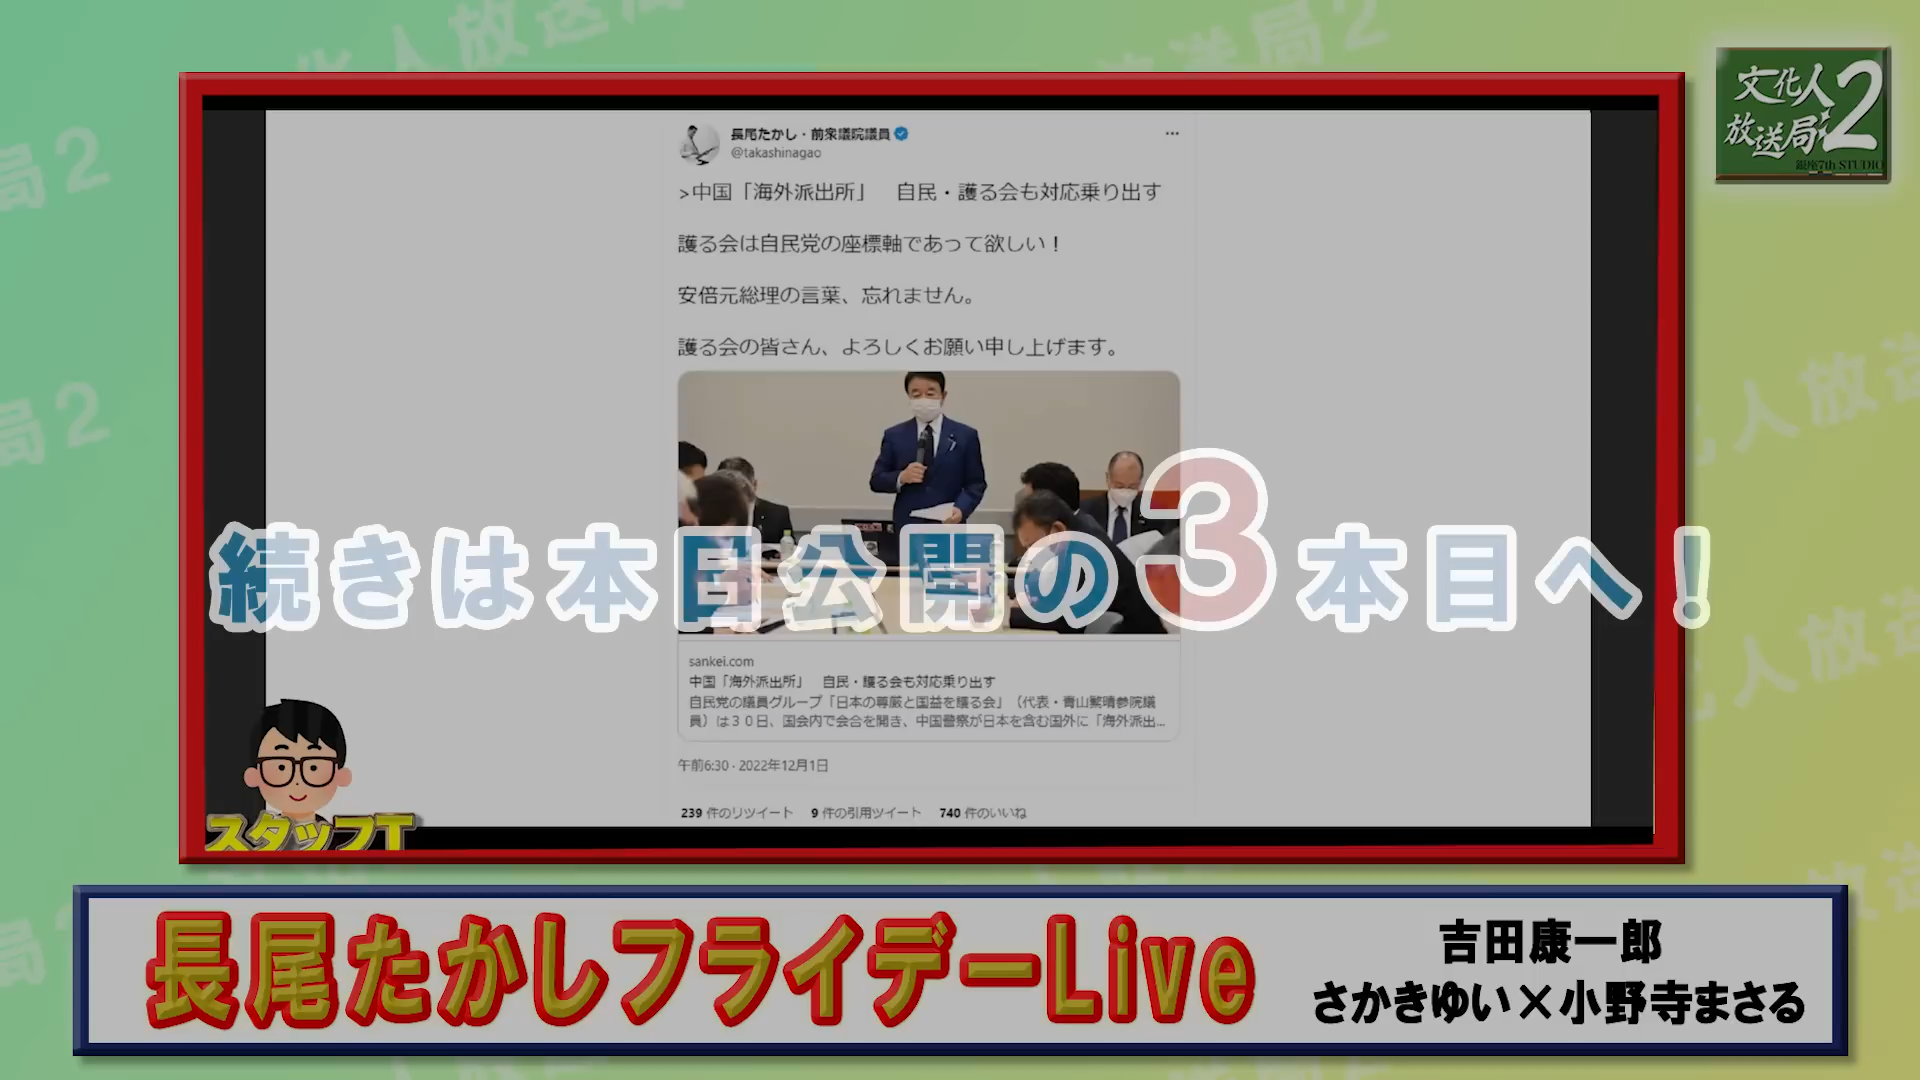 文化人
放送局2
銀座7th STUDIO
長尾たかし・前衆議院議員
@takashinagao
>中国「海外派出所」　自民・護る会も対応乗り出す
護る会は自民党の座標軸であって欲しい！
安倍元総理の言葉、忘れません。
護る会の皆さん、よろしくお願い申し上げます。
続きは本日公開の3本目へ！
sankei.com
中国「海外派出所」　自民・護る会も対応乗り出す
自民党の議員グループ「日本の尊厳と国益を護る会」（代表・青山繁晴参院議
員）は３０日、国会内で会合を開き、中国警察が日本を含む国外に「海外派出...
午前6:30 · 2022年12月1日
239 件のリツイート　9 件の引用ツイート　740 件のいいね
スタッフT
長尾たかしフライデーLive
吉田康一郎
さかきゆい×小野寺まさる